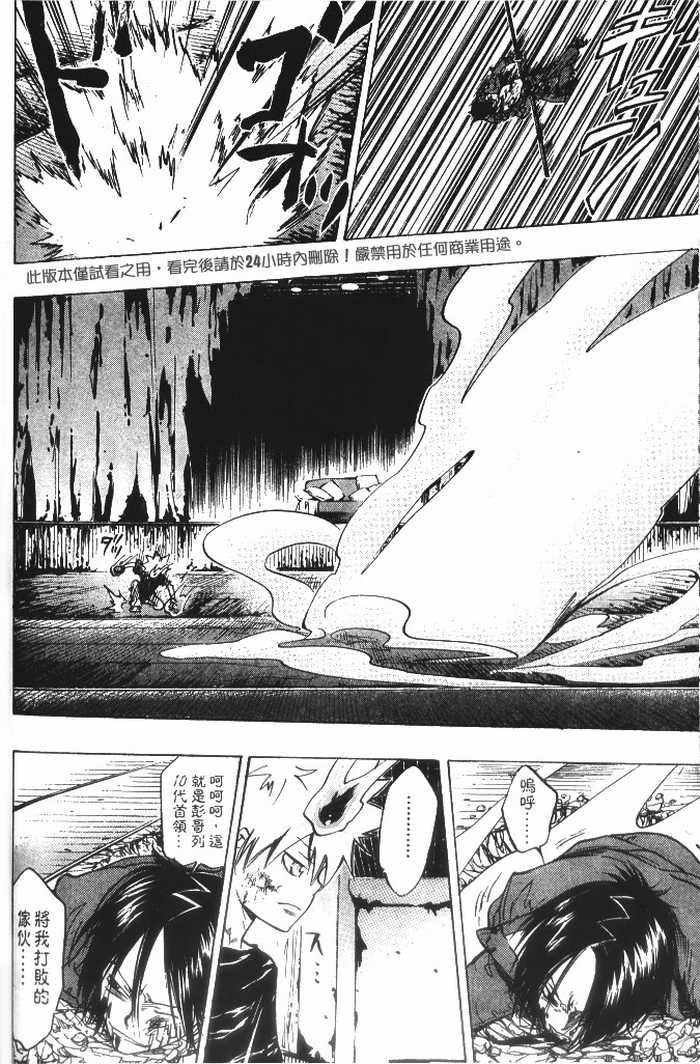 ギュン
ドゴォ
此版本僅試看之用，看完後請於24小時內刪除！嚴禁用於任何商業用途。
嗚呼…
………
呵呵呵，這
就是彭哥列
10代首領…
將我打敗的
傢伙……